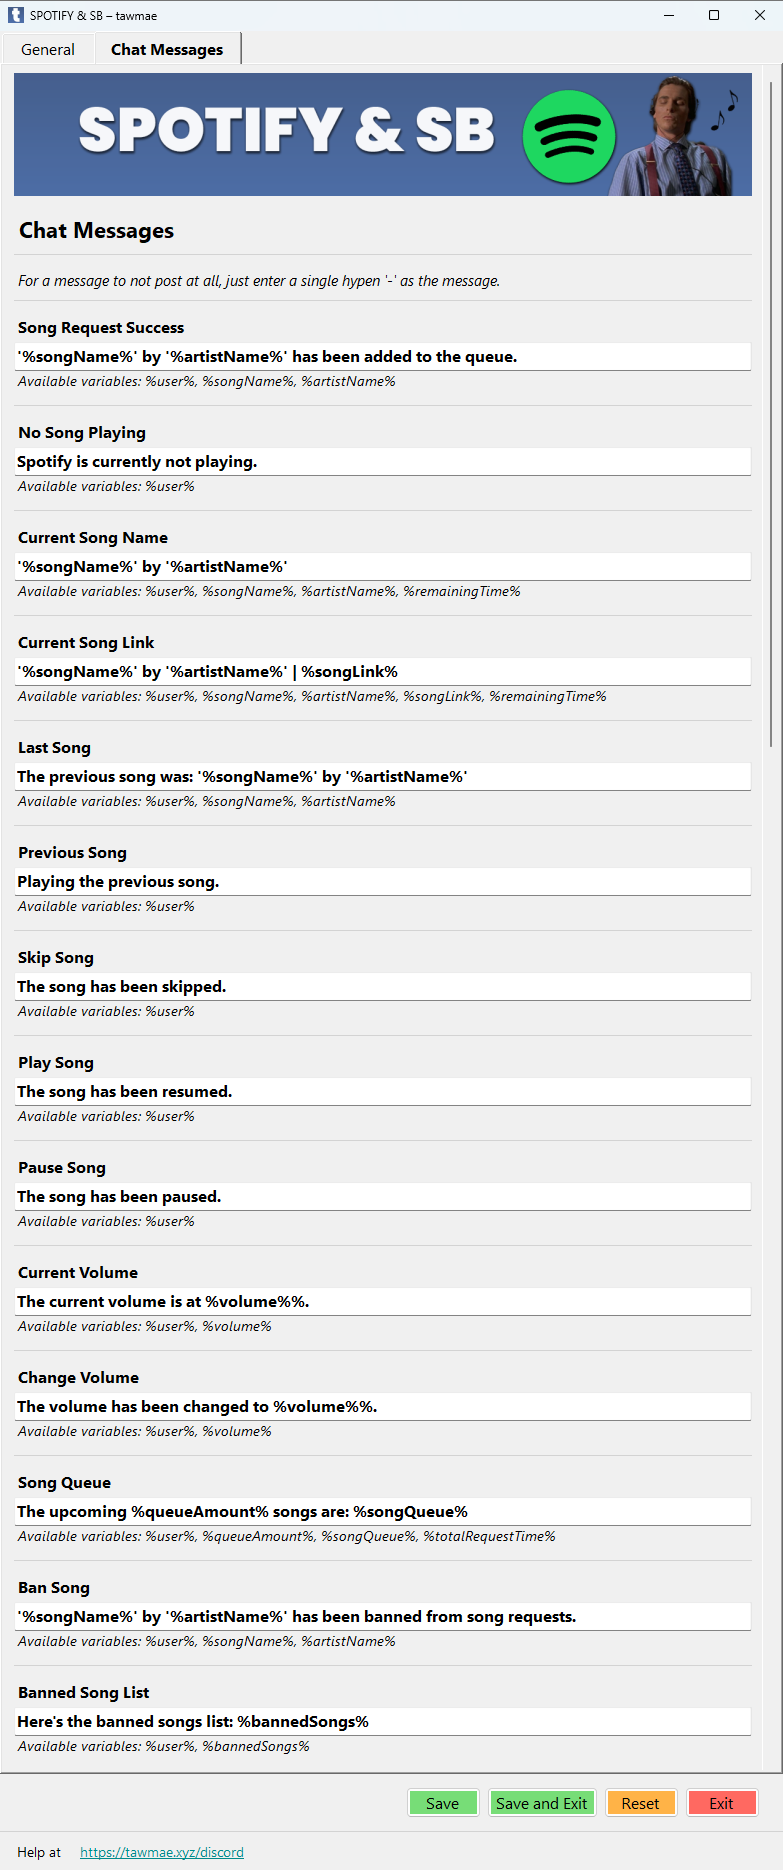 SPOTIFY & SB – tawmae
General Chat Messages
SPOTIFY & SB
Chat Messages
For a message to not post at all, just enter a single hypen '-' as the message.
Song Request Success
'%songName%' by '%artistName%' has been added to the queue.
Available variables: %user%, %songName%, %artistName%
No Song Playing
Spotify is currently not playing.
Available variables: %user%
Current Song Name
'%songName%' by '%artistName%'
Available variables: %user%, %songName%, %artistName%, %remainingTime%
Current Song Link
'%songName%' by '%artistName%' | %songLink%
Available variables: %user%, %songName%, %artistName%, %songLink%, %remainingTime%
Last Song
The previous song was: '%songName%' by '%artistName%'
Available variables: %user%, %songName%, %artistName%
Previous Song
Playing the previous song.
Available variables: %user%
Skip Song
The song has been skipped.
Available variables: %user%
Play Song
The song has been resumed.
Available variables: %user%
Pause Song
The song has been paused.
Available variables: %user%
Current Volume
The current volume is at %volume%%.
Available variables: %user%, %volume%
Change Volume
The volume has been changed to %volume%%.
Available variables: %user%, %volume%
Song Queue
The upcoming %queueAmount% songs are: %songQueue%
Available variables: %user%, %queueAmount%, %songQueue%, %totalRequestTime%
Ban Song
'%songName%' by '%artistName%' has been banned from song requests.
Available variables: %user%, %songName%, %artistName%
Banned Song List
Here's the banned songs list: %bannedSongs%
Available variables: %user%, %bannedSongs%
Save Save and Exit Reset Exit
Help at https://tawmae.xyz/discord